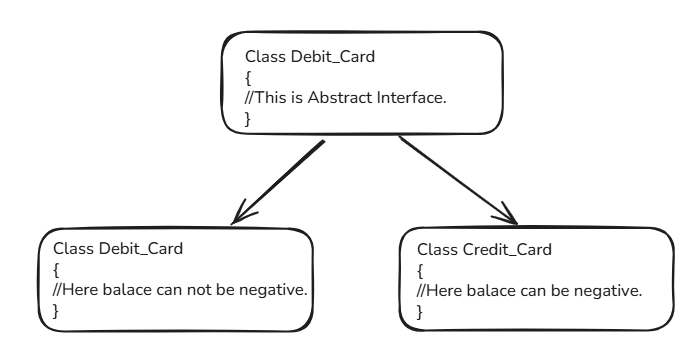 Class Debit_Card
{
//This is Abstract Interface.
}
Class Debit_Card
{
//Here balace can not be negative.
}
Class Credit_Card
{
//Here balace can be negative.
}